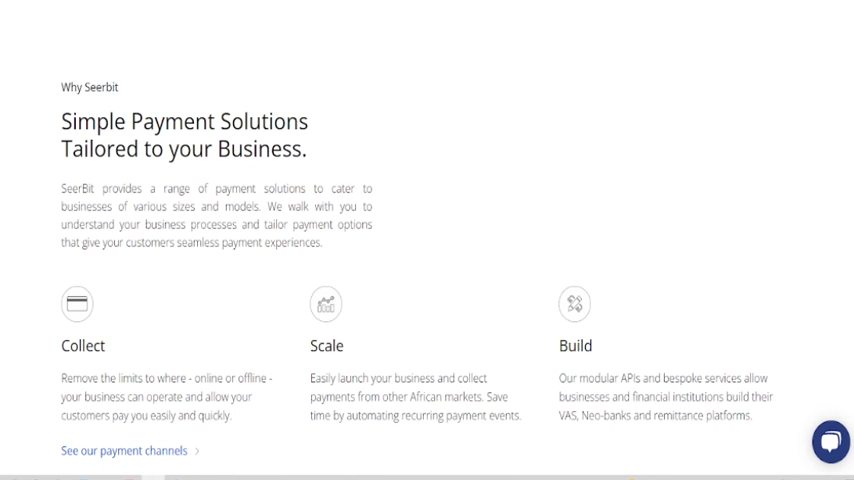 Why Seerbit
Simple Payment Solutions
Tailored to your Business.
SeerBit provides a range of payment solutions to cater to
businesses of various sizes and models. We walk with you to
understand your business processes and tailor payment options
that give your customers seamless payment experiences.
Collect
Remove the limits to where - online or offline -
your business can operate and allow your
customers pay you easily and quickly.
See our payment channels
Scale
Easily launch your business and collect
payments from other African markets. Save
time by automating recurring payment events.
Build
Our modular APIs and bespoke services allow
businesses and financial institutions build their
VAS, Neo-banks and remittance platforms.